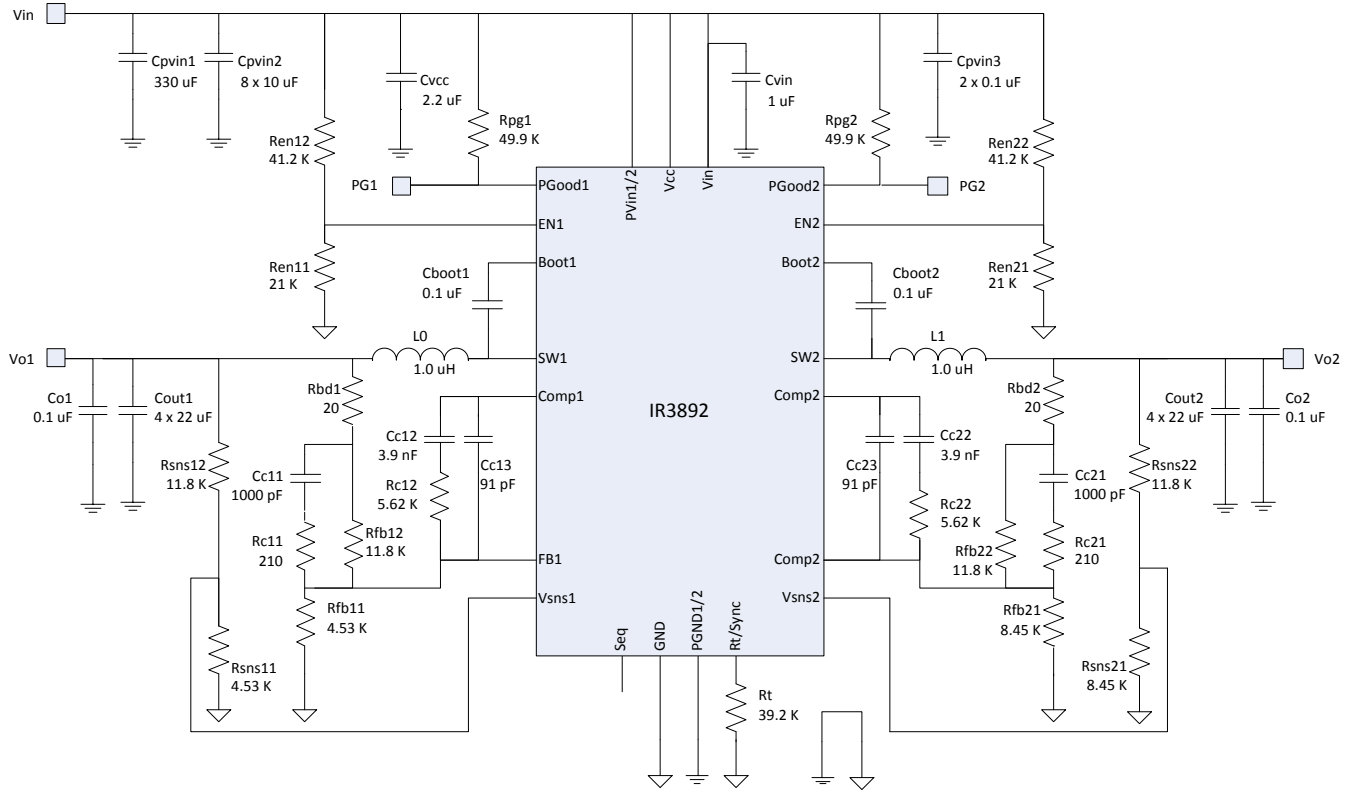 Vin
Cpvin1
330 uF
Cpvin2
8 x 10 uF
Cvcc
2.2 uF
Cvin
1 uF
Cpvin3
2 x 0.1 uF
Ren12
41.2 K
Rpg1
49.9 K
Rpg2
49.9 K
Ren22
41.2 K
PG1
PGood1
PVin1/2
Vcc
Vin
PGood2
PG2
EN1
EN2
Ren11
21 K
Boot1
Boot2
Ren21
21 K
Cboot1
0.1 uF
Cboot2
0.1 uF
Vo1
L0
1.0 uH
SW1
SW2
L1
1.0 uH
Vo2
Co1
0.1 uF
Cout1
4 x 22 uF
Rbd1
20
Comp1
IR3892
Comp2
Rbd2
20
Cout2
4 x 22 uF
Co2
0.1 uF
Rsns12
11.8 K
Cc11
1000 pF
Cc12
3.9 nF
Cc13
91 pF
Rc12
5.62 K
Cc23
91 pF
Cc22
3.9 nF
Rc22
5.62 K
Cc21
1000 pF
Rsns22
11.8 K
Rc11
210
Rfb12
11.8 K
FB1
Comp2
Rfb22
11.8 K
Rc21
210
Vsns1
Vsns2
Rfb11
4.53 K
Rfb21
8.45 K
Rsns11
4.53 K
Rsns21
8.45 K
Seq
GND
PGND1/2
Rt/Sync
Rt
39.2 K